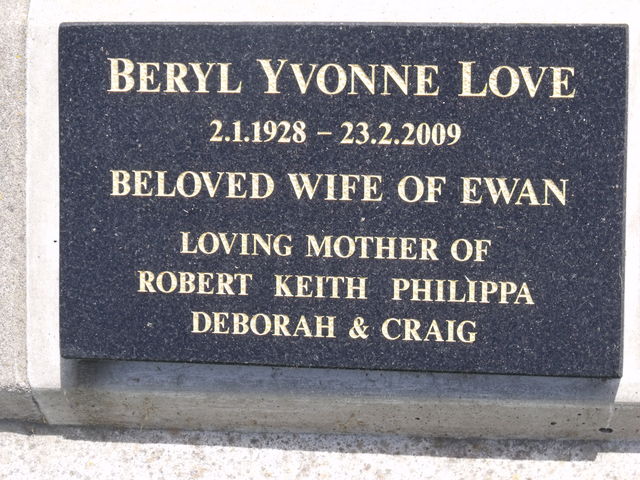 BERYL YVONNE LOVE
2.1.1928 – 23.2.2009
BELOVED WIFE OF EWAN
LOVING MOTHER OF
ROBERT KEITH PHILIPPA
DEBORAH & CRAIG